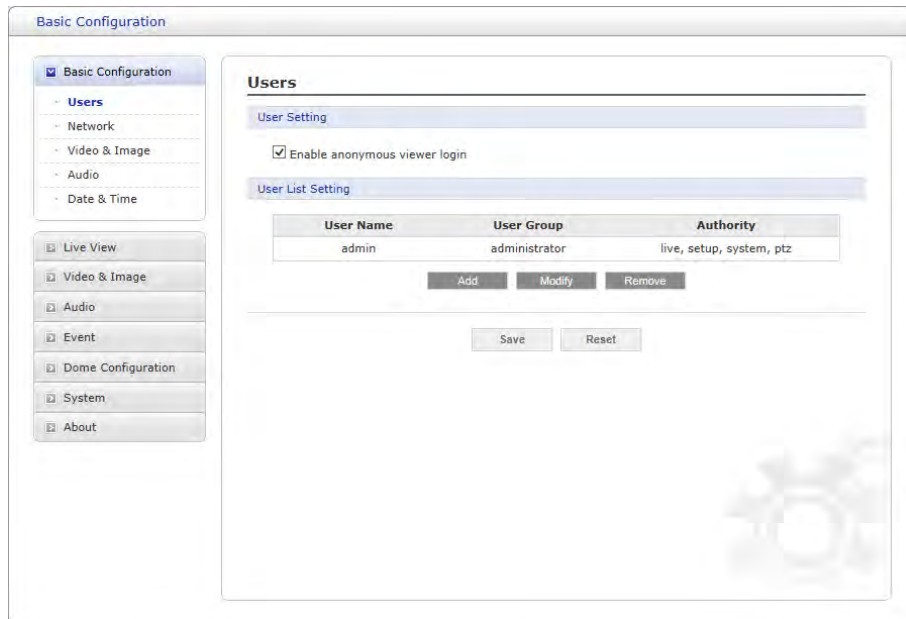 Basic Configuration
Basic Configuration
Users
Network
Video & Image
Audio
Date & Time
Live View
Video & Image
Audio
Event
Dome Configuration
System
About
Users
User Setting
Enable anonymous viewer login
User List Setting
User Name User Group Authority
admin administrator live, setup, system, ptz
Add Modify Remove
Save Reset